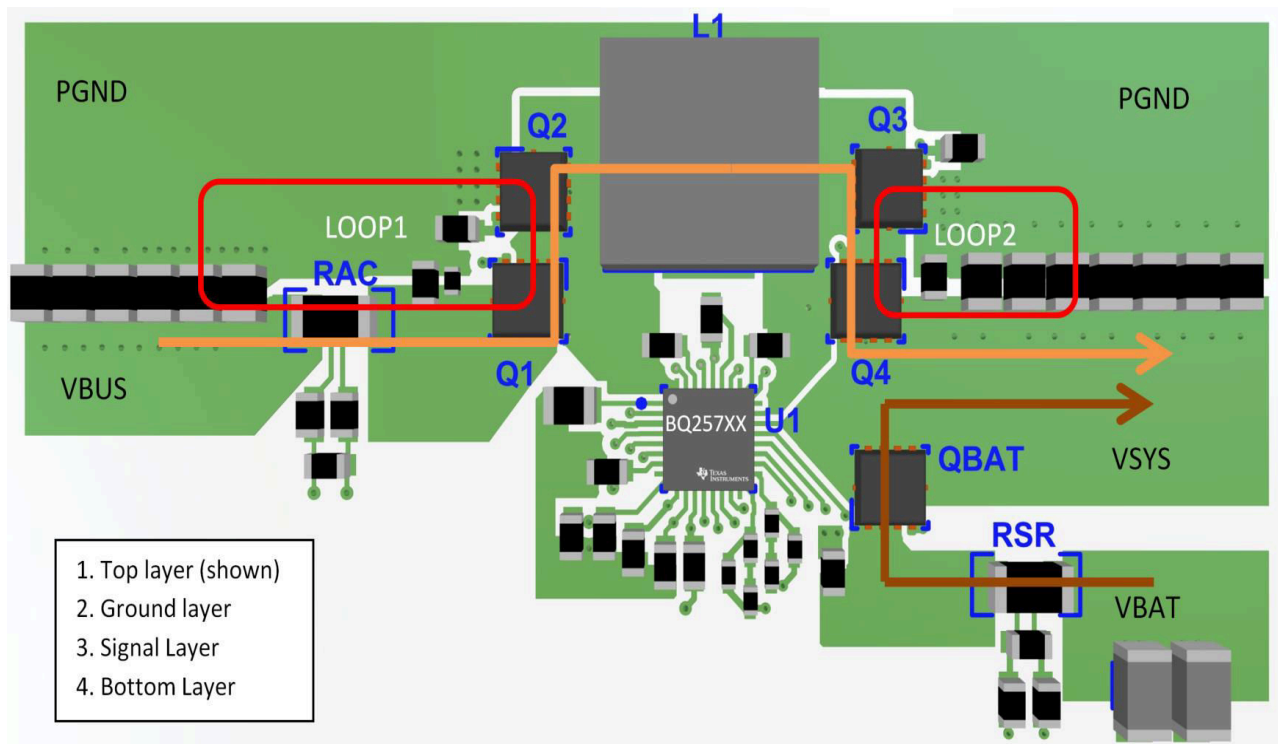 L1
PGND
PGND
Q2
Q3
LOOP1
LOOP2
RAC
Q1
Q4
VBUS
BQ257XX
U1
TEXAS
INSTRUMENTS
QBAT
VSYS
RSR
VBAT
1. Top layer (shown)
2. Ground layer
3. Signal Layer
4. Bottom Layer